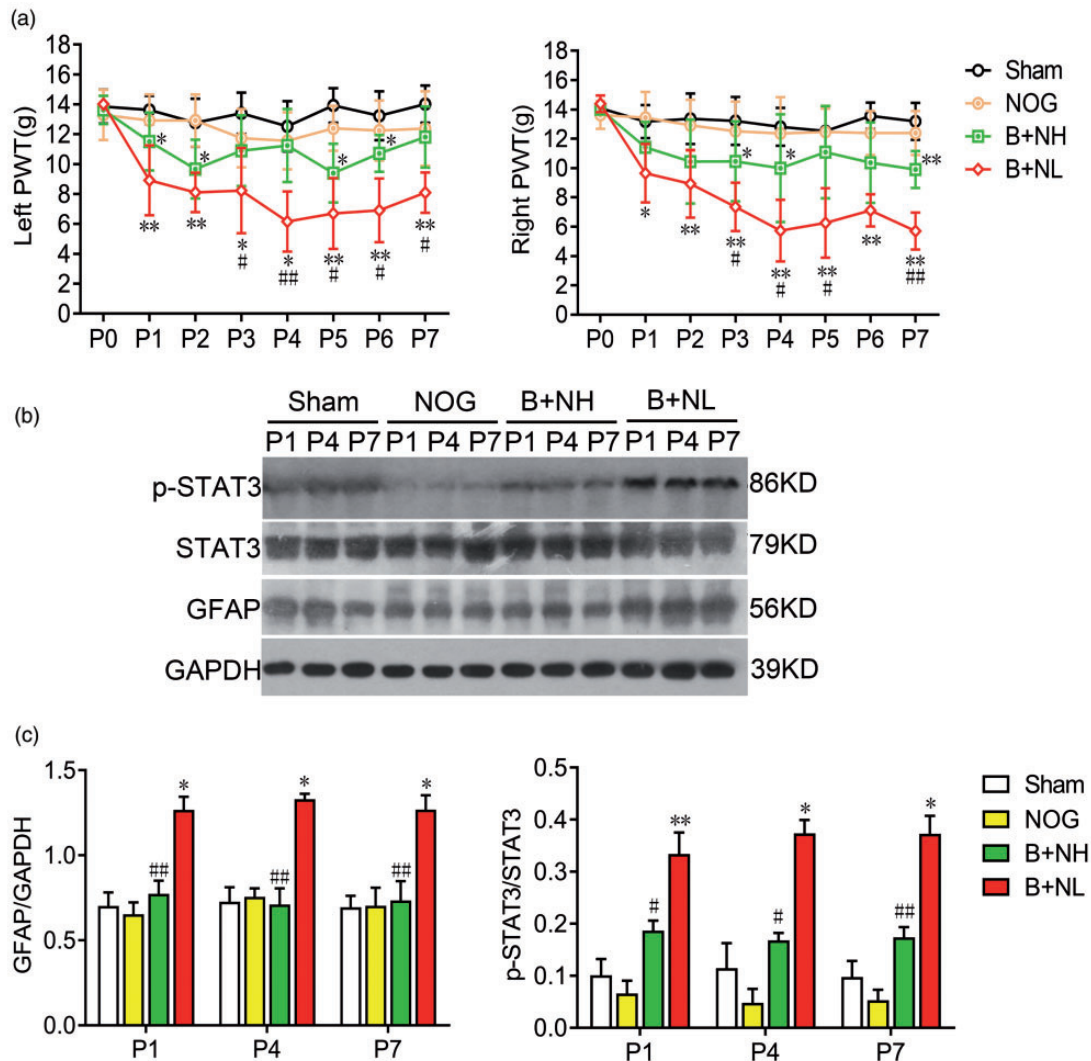 (a)
18
16
14
12
10
8
6
4
2
0
Left PWT(g)
P0 P1 P2 P3 P4 P5 P6 P7
* * * *
** ** * # * ## ** # ** # ** #
18
16
14
12
10
8
6
4
2
0
Right PWT(g)
P0 P1 P2 P3 P4 P5 P6 P7
* * **
* ** ** # ** # ** # ** ** ##
Sham
NOG
B+NH
B+NL
(b)
Sham NOG B+NH B+NL
P1 P4 P7 P1 P4 P7 P1 P4 P7 P1 P4 P7
p-STAT3 86KD
STAT3 79KD
GFAP 56KD
GAPDH 39KD
(c)
1.5
1.0
0.5
0.0
GFAP/GAPDH
## * ## * ## *
P1 P4 P7
0.5
0.4
0.3
0.2
0.1
0.0
p-STAT3/STAT3
# ** # * ## *
P1 P4 P7
Sham
NOG
B+NH
B+NL